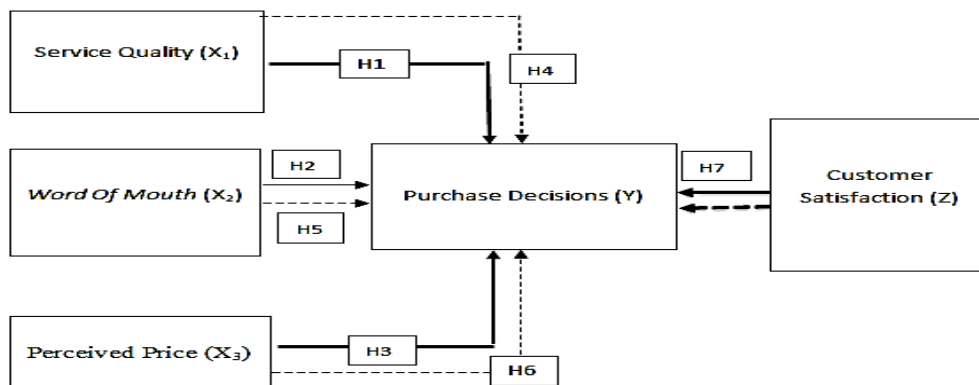 Service Quality (X₁)
H1
H4
Word Of Mouth (X₂)
H2
H5
Purchase Decisions (Y)
H7
Customer
Satisfaction (Z)
Perceived Price (X₃)
H3
H6